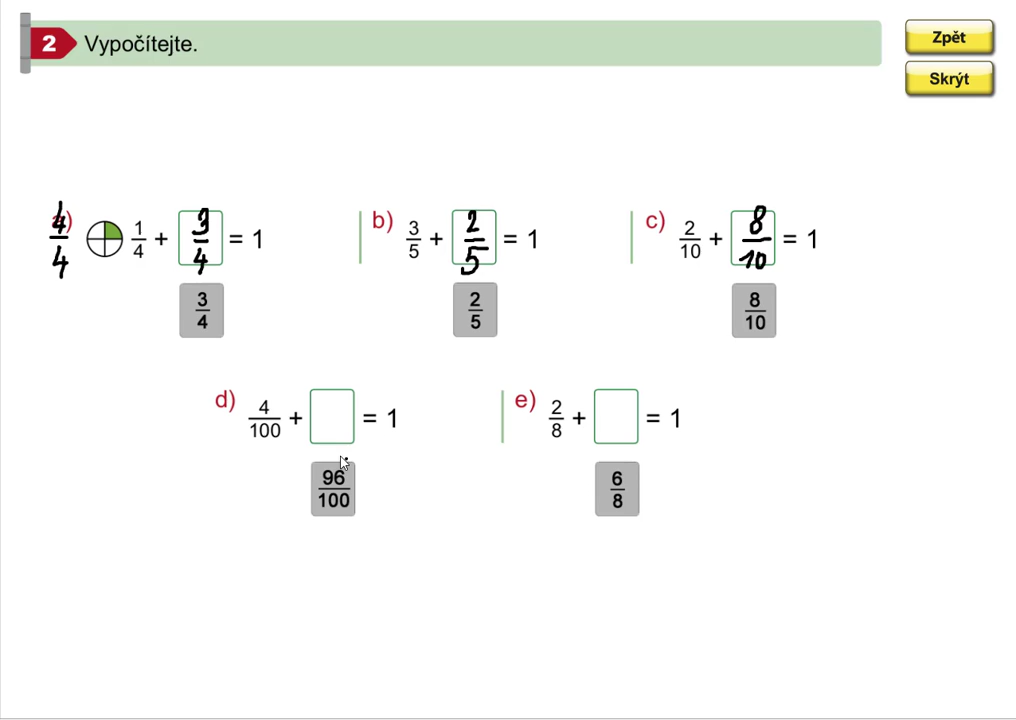 2 Vypočítejte.
Zpět
Skrýt
a) 4/4 1/4 + 3/4 = 1
b) 3/5 + 2/5 = 1
c) 2/10 + 8/10 = 1
3/4
2/5
8/10
d) 4/100 + = 1
e) 2/8 + = 1
96/100
6/8